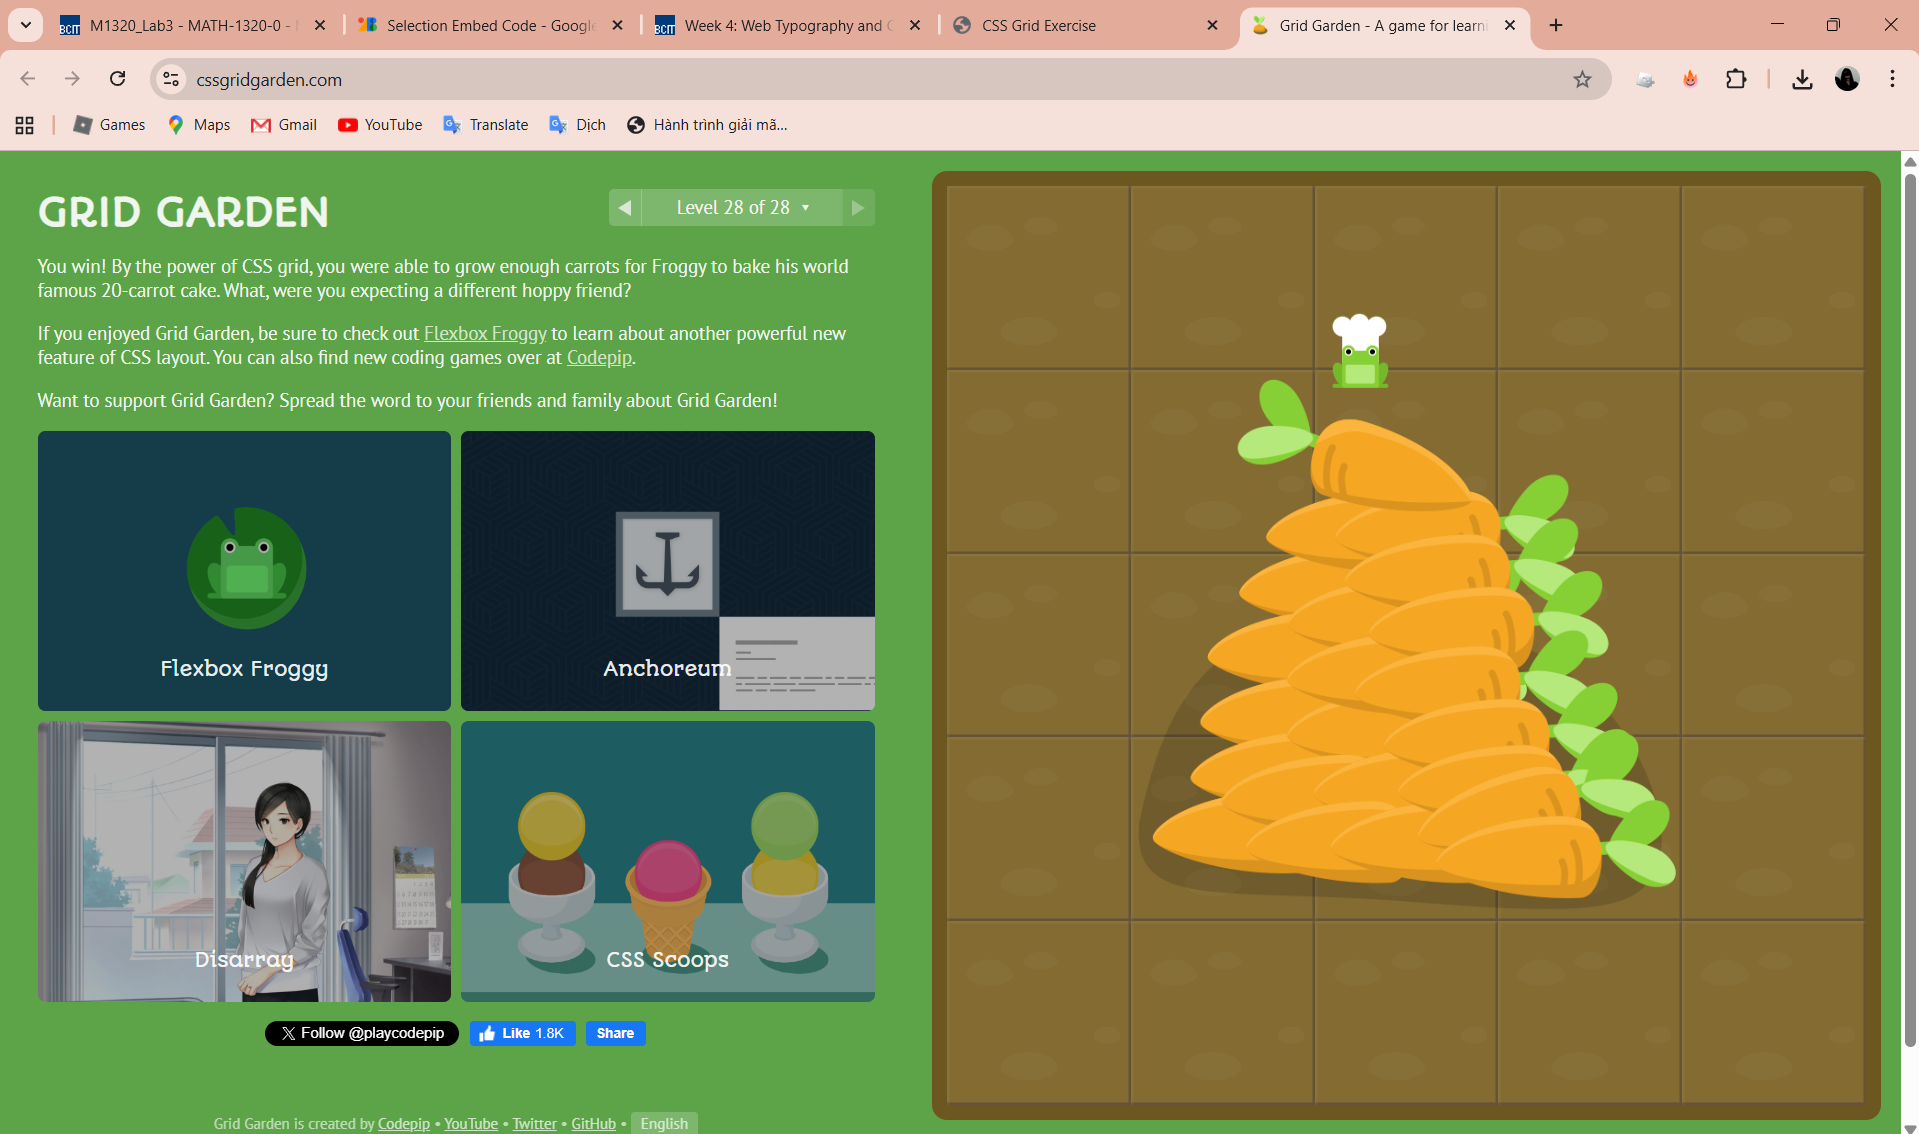 M1320_Lab3 - MATH-1320-0 -
Selection Embed Code - Google
Week 4: Web Typography and
CSS Grid Exercise
Grid Garden - A game for learni
cssgridgarden.com
Games
Maps
Gmail
YouTube
Translate
Dịch
Hành trình giải mã...
GRID GARDEN
Level 28 of 28
You win! By the power of CSS grid, you were able to grow enough carrots for Froggy to bake his world
famous 20-carrot cake. What, were you expecting a different hoppy friend?
If you enjoyed Grid Garden, be sure to check out Flexbox Froggy to learn about another powerful new
feature of CSS layout. You can also find new coding games over at Codepip.
Want to support Grid Garden? Spread the word to your friends and family about Grid Garden!
Flexbox Froggy
Anchoreum
Disarray
CSS Scoops
Follow @playcodepip
Like 1.8K
Share
Grid Garden is created by Codepip • YouTube • Twitter • GitHub • English